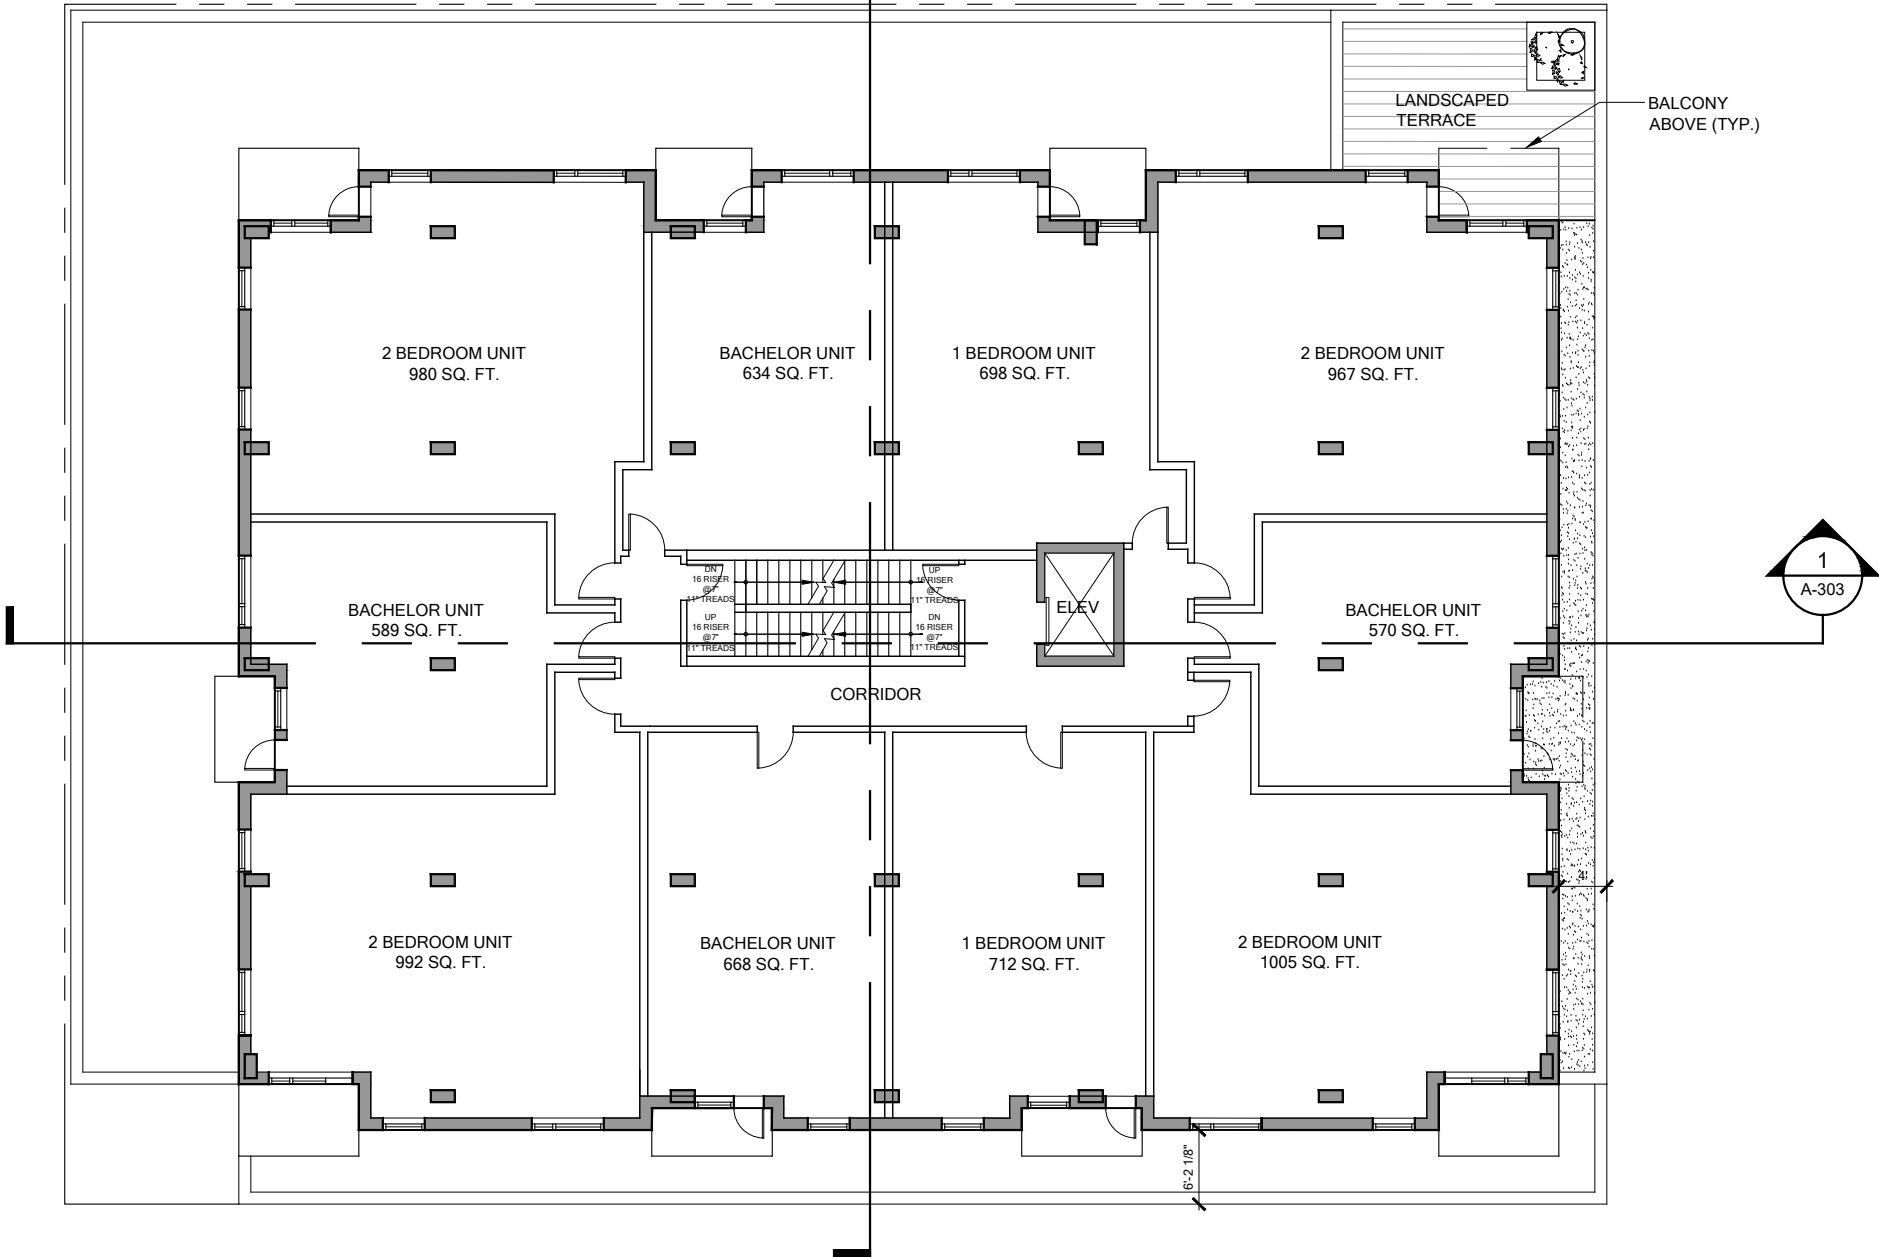 LANDSCAPED
TERRACE
BALCONY
ABOVE (TYP.)
2 BEDROOM UNIT
980 SQ. FT.
BACHELOR UNIT
634 SQ. FT.
1 BEDROOM UNIT
698 SQ. FT.
2 BEDROOM UNIT
967 SQ. FT.
BACHELOR UNIT
589 SQ. FT.
DN
16 RISER
@7"
11" TREADS
UP
16 RISER
@7"
11" TREADS
UP
16 RISER
@7"
11" TREADS
DN
16 RISER
@7"
11" TREADS
ELEV
BACHELOR UNIT
570 SQ. FT.
1
A-303
CORRIDOR
4'
2 BEDROOM UNIT
992 SQ. FT.
BACHELOR UNIT
668 SQ. FT.
1 BEDROOM UNIT
712 SQ. FT.
2 BEDROOM UNIT
1005 SQ. FT.
6'-2 1/8"